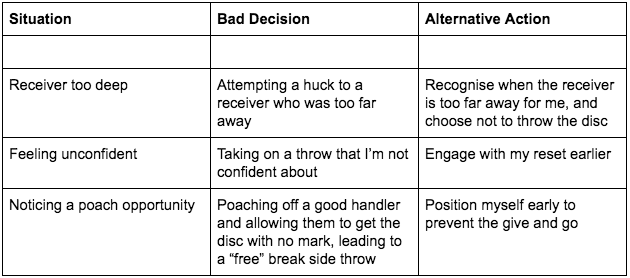 Situation Bad Decision Alternative Action
Receiver too deep Attempting a huck to a Recognise when the receiver
receiver who was too far is too far away for me, and
away choose not to throw the disc
Feeling unconfident Taking on a throw that I’m not Engage with my reset earlier
confident about
Noticing a poach opportunity Poaching off a good handler Position myself early to
and allowing them to get the prevent the give and go
disc with no mark, leading to
a “free” break side throw